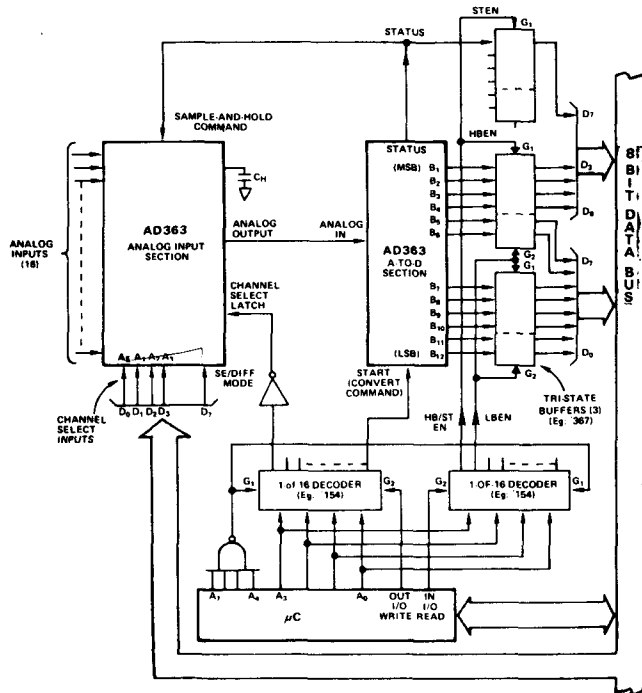 STEN
G1
STATUS
SAMPLE-AND-HOLD
COMMAND
HBEN
D7
STATUS
G1
AD363
ANALOG INPUT
SECTION
CH
(MSB)
B1
B2
B3
B4
B5
B6
D3
D0
ANALOG
OUTPUT
ANALOG
IN
AD363
A-TO-D
SECTION
ANALOG
INPUTS
(16)
8 BIT DATA BUS
G2
G1
D7
CHANNEL
SELECT
LATCH
B7
B8
B9
B10
B11
(LSB)
B12
D0
G2
SE/DIFF
MODE
START
(CONVERT
COMMAND)
CHANNEL
SELECT
INPUTS
D0
D1
D2
D3
D7
HB/ST
EN
LBEN
TRI-STATE
BUFFERS (3)
(Eg. 367)
G1
1 of 16 DECODER
(Eg. '154)
G2
G2
1-OF-16 DECODER
(Eg. '154)
G1
A7
A4
A3
A0
OUT
I/O
WRITE
IN
I/O
READ
µC